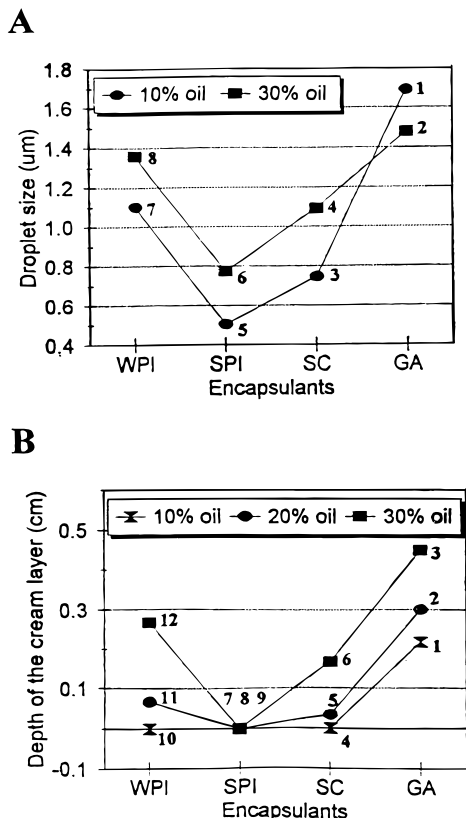 A
1.8
1.6
1.4
1.2
1.0
0.8
0.6
0.4
Droplet size (um)
10% oil 30% oil
1
2
8
7
4
3
6
5
WPI SPI SC GA
Encapsulants
B
0.5
0.3
0.1
-0.1
Depth of the cream layer (cm)
10% oil 20% oil 30% oil
3
2
12
1
6
11
7 8 9
5
10
4
WPI SPI SC GA
Encapsulants